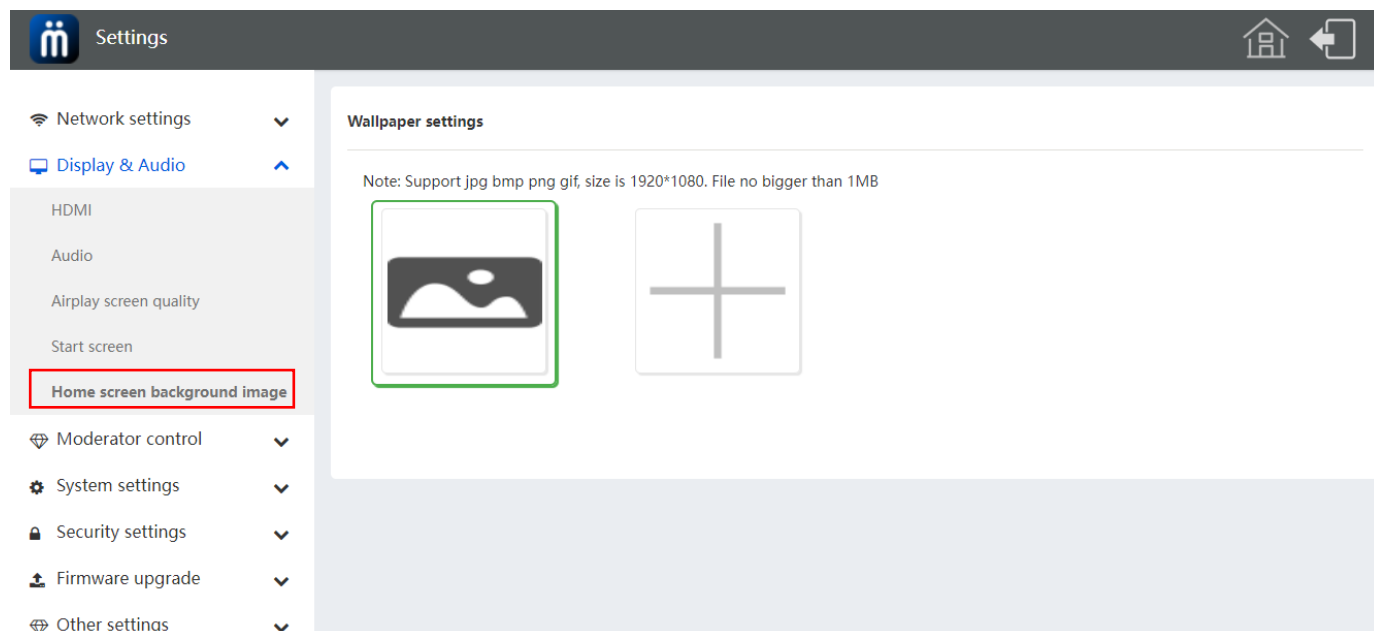 Settings
Network settings
Display & Audio
HDMI
Audio
Airplay screen quality
Start screen
Home screen background image
Moderator control
System settings
Security settings
Firmware upgrade
Other settings
Wallpaper settings
Note: Support jpg bmp png gif, size is 1920*1080. File no bigger than 1MB